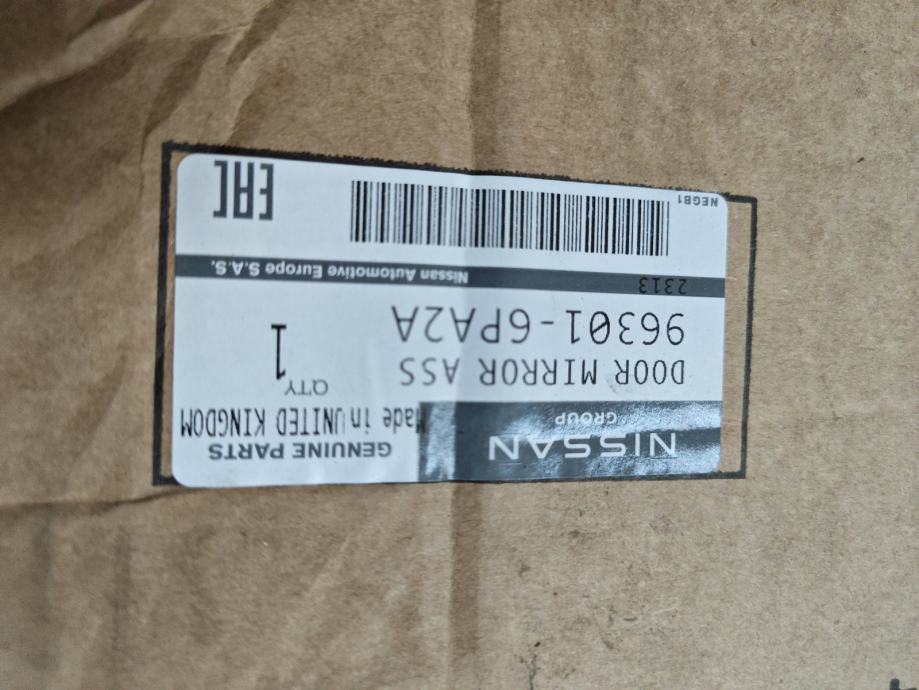 NISSAN
GROUP
GENUINE PARTS
Made in UNITED KINGDOM
DOOR MIRROR ASS
QTY
96301-6PA2A
1
2313
Nissan Automotive Europe S.A.S.
NEGB1
EAC